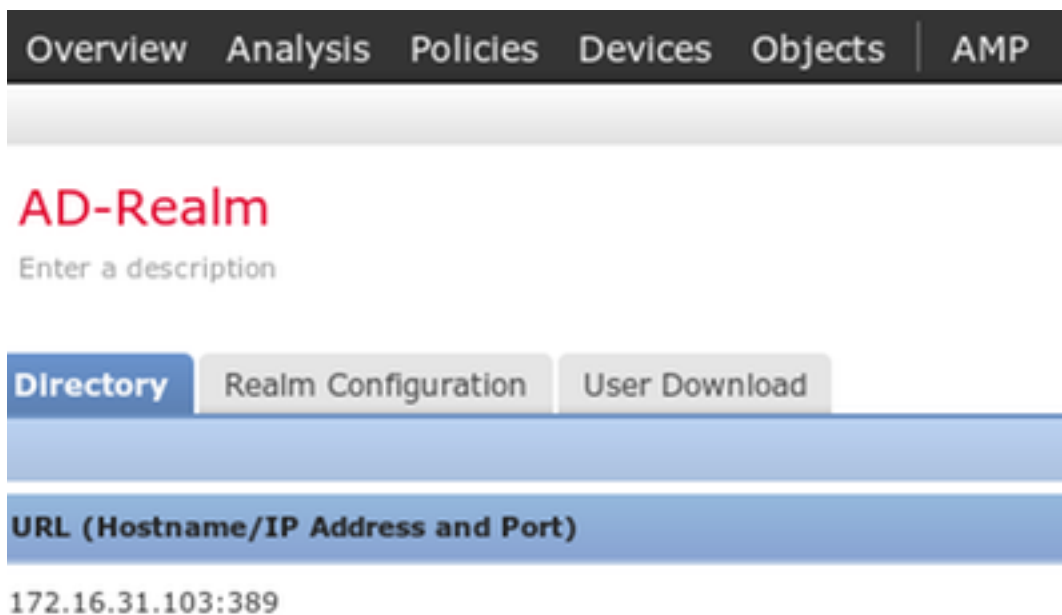 Overview Analysis Policies Devices Objects AMP
AD-Realm
Enter a description
Directory Realm Configuration User Download
URL (Hostname/IP Address and Port)
172.16.31.103:389